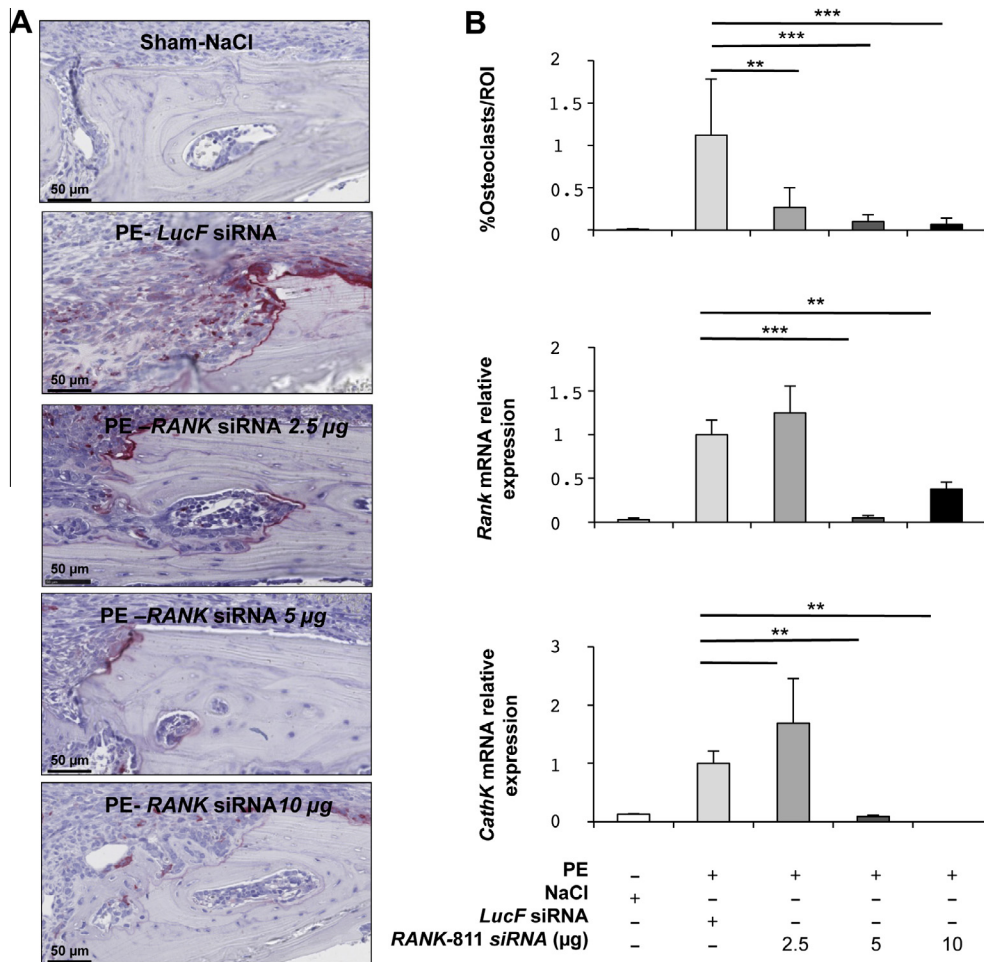 A
Sham-NaCl
50 µm
PE- LucF siRNA
50 µm
PE –RANK siRNA 2.5 µg
50 µm
PE –RANK siRNA 5 µg
50 µm
PE- RANK siRNA10 µg
50 µm
B
***
***
**
%Osteoclasts/ROI
2
1.5
1
0.5
0
**
***
Rank mRNA relative
expression
2
1.5
1
0.5
0
**
**
CathK mRNA relative
expression
3
2
1
0
PE – + + + +
NaCl + – – – –
LucF siRNA – + – – –
RANK-811 siRNA (µg) – – 2.5 5 10